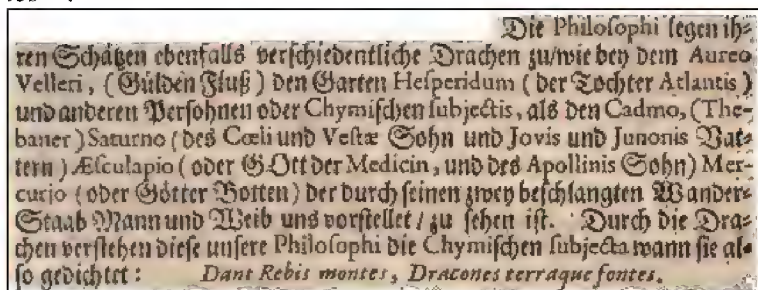 Die Philosophi legen ih-
ren Schätzen ebenfalls verschiedentliche Drachen zu/wie bey dem Aureo
Velleri, (Gülden Fluß) den Garten Hesperidum (der Tochter Atlantis)
und anderen Persohnen oder Chymischen subjectis, als den Cadmo, (The-
baner) Saturno (des Cœli und Vestæ Sohn und Jovis und Junonis Vat-
tern) Æsculapio (oder GOtt der Medicin, und des Apollinis Sohn) Mer-
curio (oder Götter Botten) der durch seinen zwey beschlangten Wander-
Staab Mann und Weib uns vorstellet / zu sehen ist. Durch die Dra-
chen verstehen diese unsere Philosophi die Chymischen subjecta wann sie al-
so gedichtet: Dant Rebis montes, Dracones terraque fontes.